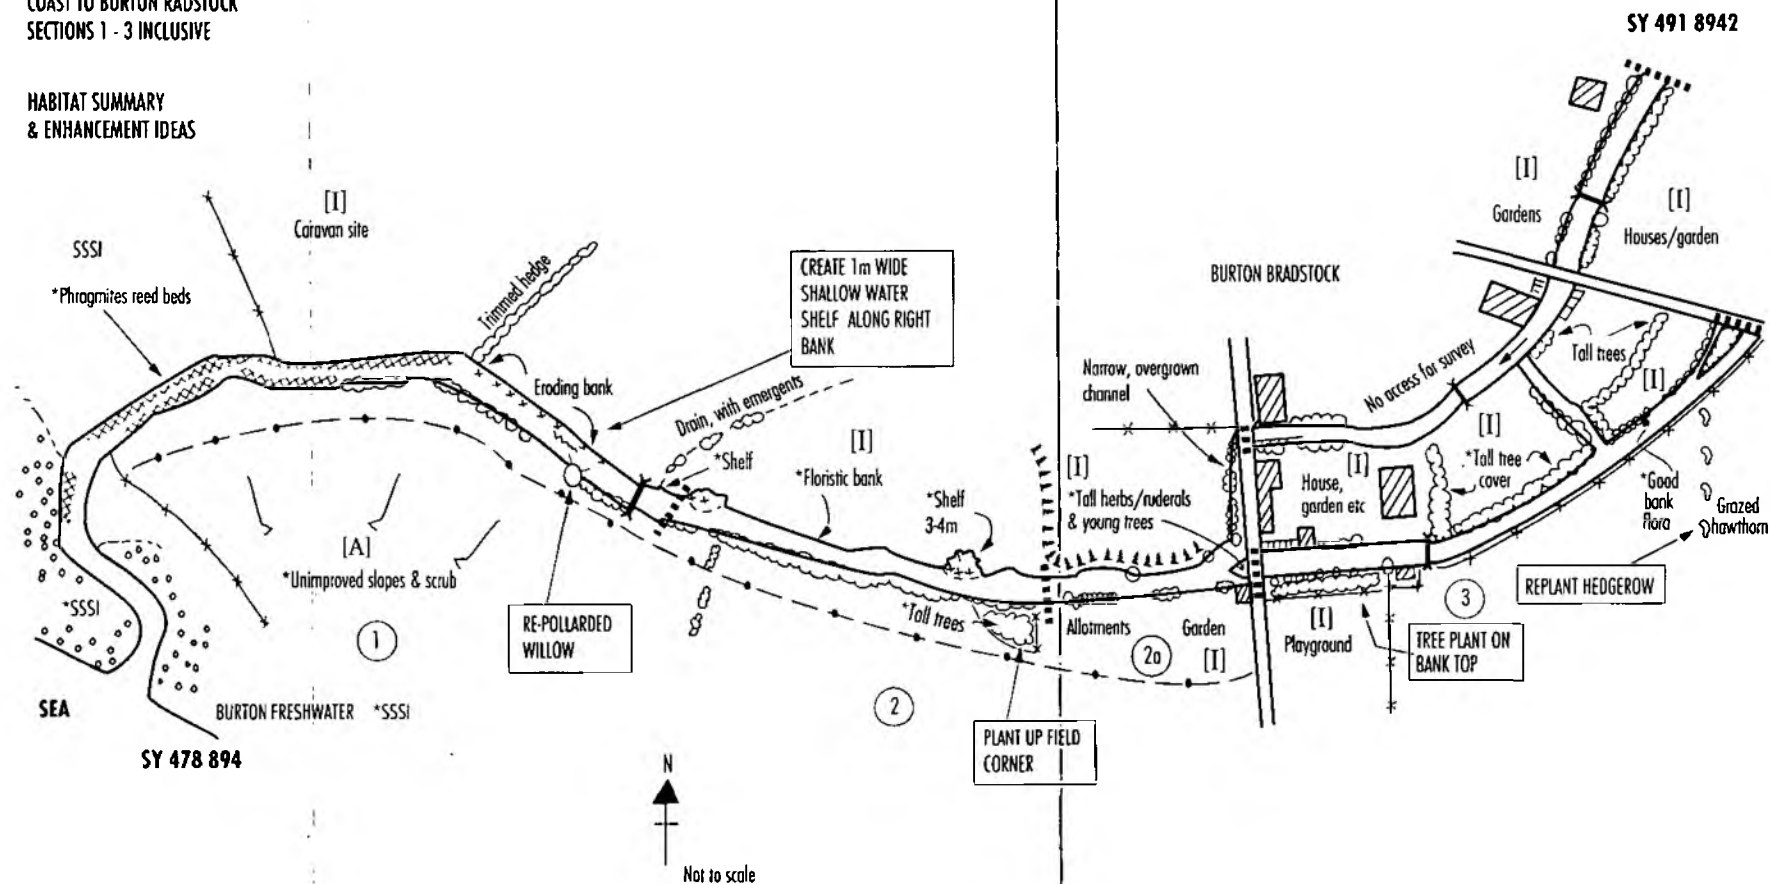 COAST TO BURTON RADSTOCK
SECTIONS 1 - 3 INCLUSIVE
HABITAT SUMMARY
& ENHANCEMENT IDEAS
SY 491 8942
[I]
Caravan site
SSSI
*Phragmites reed beds
Trimmed hedge
Eroding bank
CREATE 1m WIDE
SHALLOW WATER
SHELF ALONG RIGHT
BANK
Drain, with emergents
*Shelf
[I]
*Floristic bank
*Shelf
3-4m
[A]
*Unimproved slopes & scrub
*SSSI
1
RE-POLLARDED
WILLOW
*Tall trees
2
PLANT UP FIELD
CORNER
SEA
BURTON FRESHWATER *SSSI
SY 478 894
N
Not to scale
[I]
Gardens
[I]
Houses/garden
BURTON BRADSTOCK
Tall trees
No access for survey
[I]
Narrow, overgrown
channel
[I]
*Tall herbs/ruderals
& young trees
[I]
House,
garden etc
[I]
*Tall tree
cover
*Good
bank
flora
Grazed
hawthorn
REPLANT HEDGEROW
Allotments
Garden
2a
[I]
[I]
Playground
3
TREE PLANT ON
BANK TOP